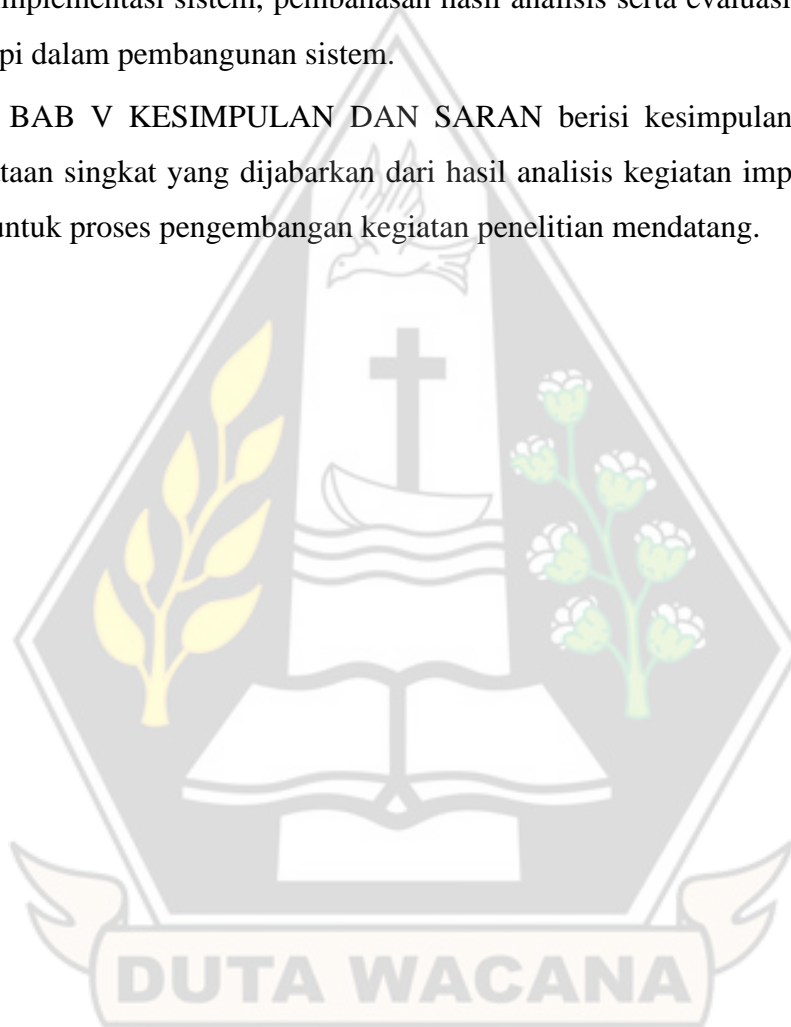 mplementasi sistem, pembahasan hasil analisis serta evaluasi
pi dalam pembangunan sistem.
BAB V KESIMPULAN DAN SARAN berisi kesimpulan
taan singkat yang dijabarkan dari hasil analisis kegiatan imp
untuk proses pengembangan kegiatan penelitian mendatang.
DUTA WACANA